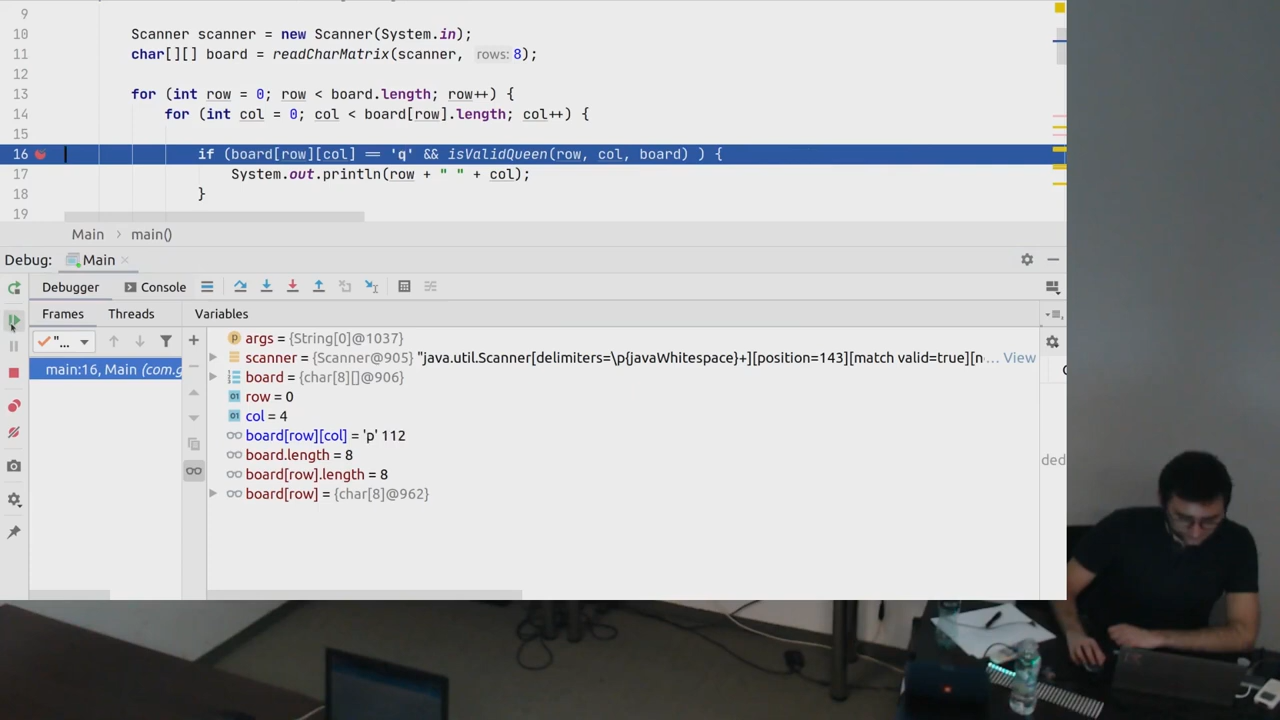 9
10 Scanner scanner = new Scanner(System.in);
11 char[][] board = readCharMatrix(scanner, rows: 8);
12
13 for (int row = 0; row < board.length; row++) {
14 for (int col = 0; col < board[row].length; col++) {
15
16 if (board[row][col] == 'q' && isValidQueen(row, col, board) ) {
17 System.out.println(row + " " + col);
18 }
19
Main > main()
Debug: Main ×
Debugger Console
Frames Threads Variables
"...
main:16, Main (com.g
args = {String[0]@1037}
scanner = {Scanner@905} "java.util.Scanner[delimiters=\p{javaWhitespace}+][position=143][match valid=true][n... View
board = {char[8][]@906}
row = 0
col = 4
board[row][col] = 'p' 112
board.length = 8
board[row].length = 8
board[row] = {char[8]@962}
ded